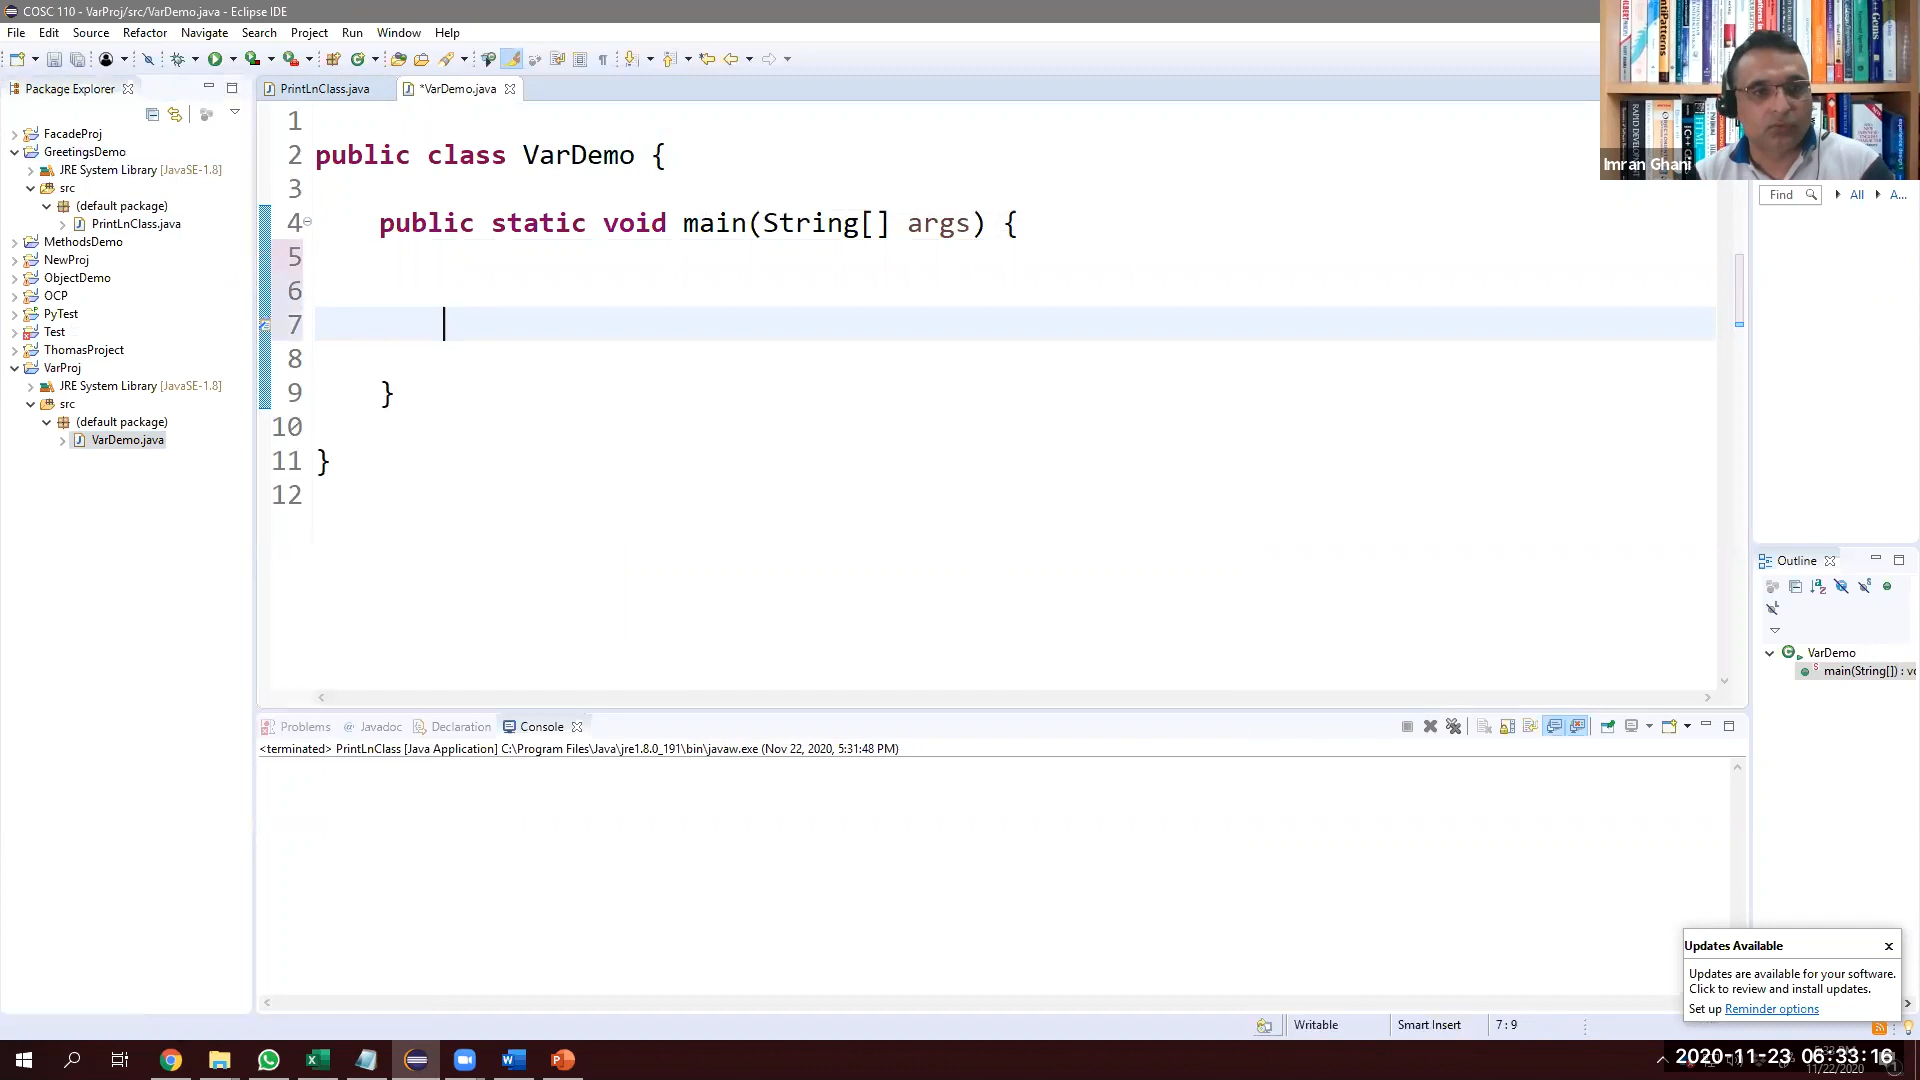 COSC 110 - VarProj/src/VarDemo.java - Eclipse IDE
File Edit Source Refactor Navigate Search Project Run Window Help
Package Explorer
FacadeProj
GreetingsDemo
JRE System Library [JavaSE-1.8]
src
(default package)
PrintLnClass.java
MethodsDemo
NewProj
ObjectDemo
OCP
PyTest
Test
ThomasProject
VarProj
JRE System Library [JavaSE-1.8]
src
(default package)
VarDemo.java
PrintLnClass.java *VarDemo.java
1
2 public class VarDemo {
3
4 public static void main(String[] args) {
5
6
7
8
9 }
10
11 }
12
Imran Ghani
Find All A...
Outline
VarDemo
main(String[]) : vo
Problems Javadoc Declaration Console
<terminated> PrintLnClass [Java Application] C:\Program Files\Java\jre1.8.0_191\bin\javaw.exe (Nov 22, 2020, 5:31:48 PM)
Updates Available
Updates are available for your software.
Click to review and install updates.
Set up Reminder options
Writable Smart Insert 7 : 9
2020-11-23 06:33:16
11/22/2020